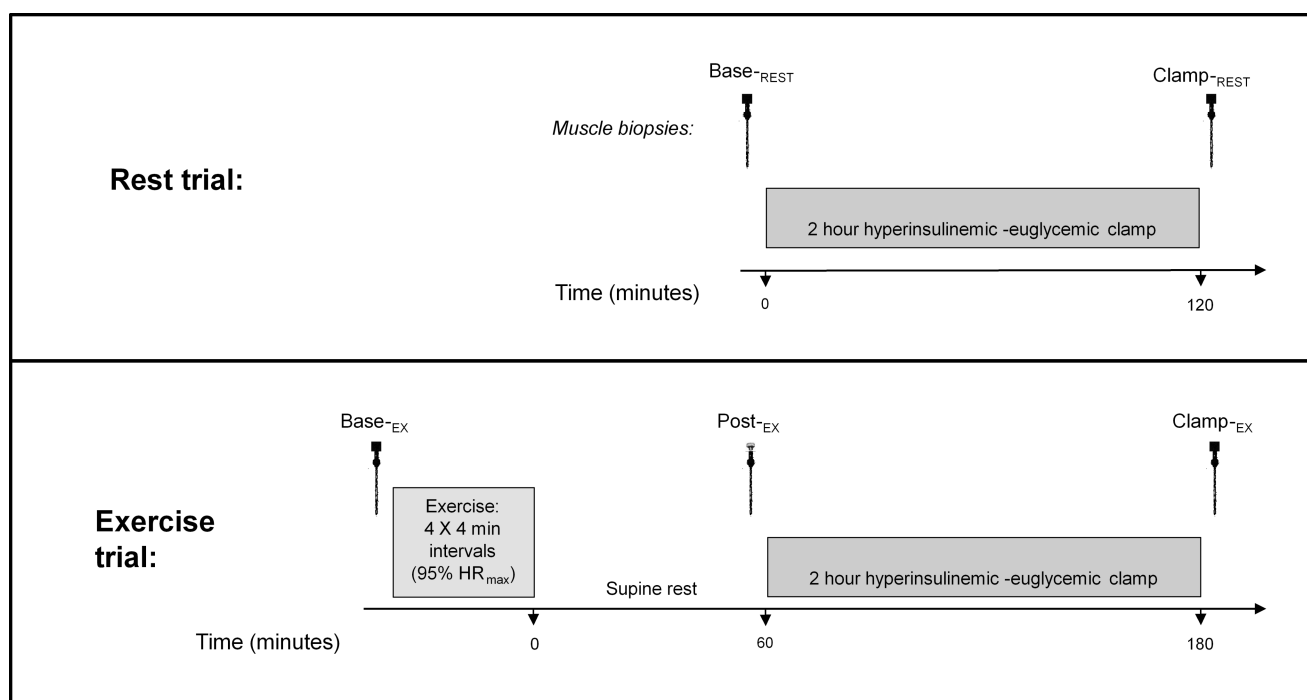 Base-REST
Clamp-REST
Muscle biopsies:
Rest trial:
2 hour hyperinsulinemic -euglycemic clamp
Time (minutes)
0
120
Base-EX
Post-EX
Clamp-EX
Exercise
trial:
Exercise:
4 X 4 min
intervals
(95% HRmax)
2 hour hyperinsulinemic -euglycemic clamp
Supine rest
Time (minutes)
0
60
180